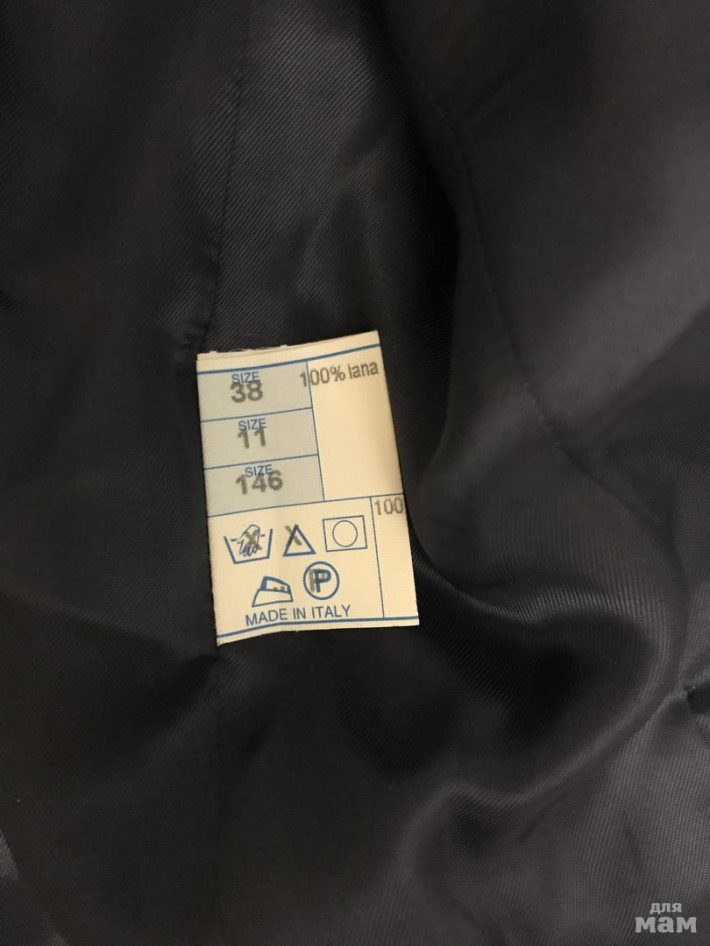 SIZE
38
100% lana
SIZE
11
SIZE
146
100
P
MADE IN ITALY
для
мам